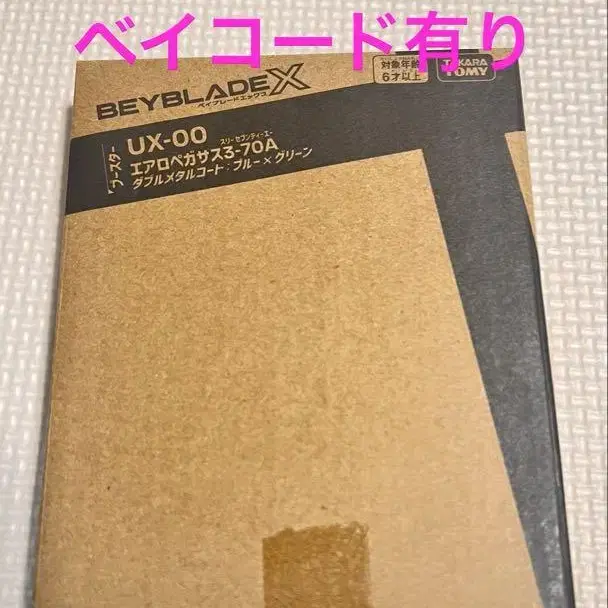 ベイコード有り
BEYBLADE X
ベイブレードエックス
対象年齢
6才以上
TAKARA
TOMY
ブースター
UX-00
スリーセブンティーエー
エアロペガサス3-70A
ダブルメタルコート:ブルー×グリーン